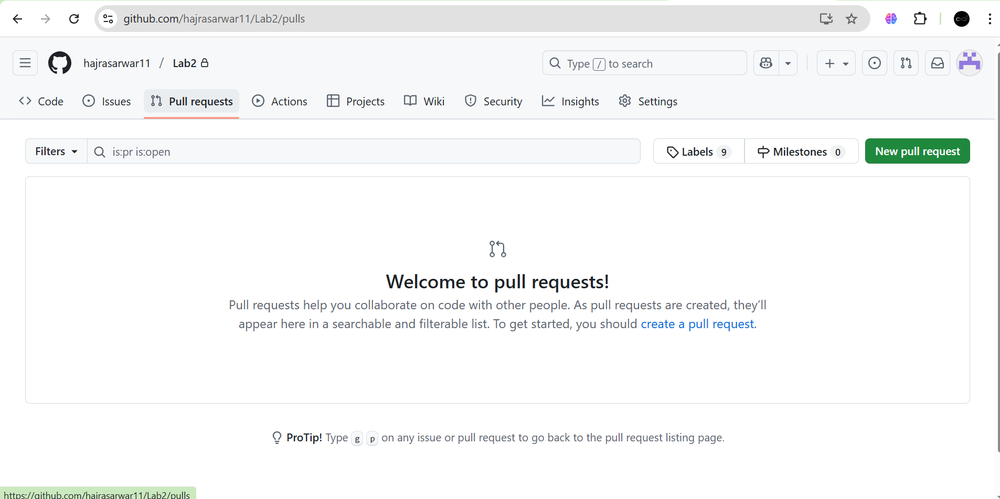 github.com/hajrasarwar11/Lab2/pulls
hajrasarwar11 / Lab2
Type / to search
Code Issues Pull requests Actions Projects Wiki Security Insights Settings
Filters is:pr is:open Labels 9 Milestones 0 New pull request
Welcome to pull requests!
Pull requests help you collaborate on code with other people. As pull requests are created, they’ll
appear here in a searchable and filterable list. To get started, you should create a pull request.
ProTip! Type g p on any issue or pull request to go back to the pull request listing page.
https://github.com/hajrasarwar11/Lab2/pulls